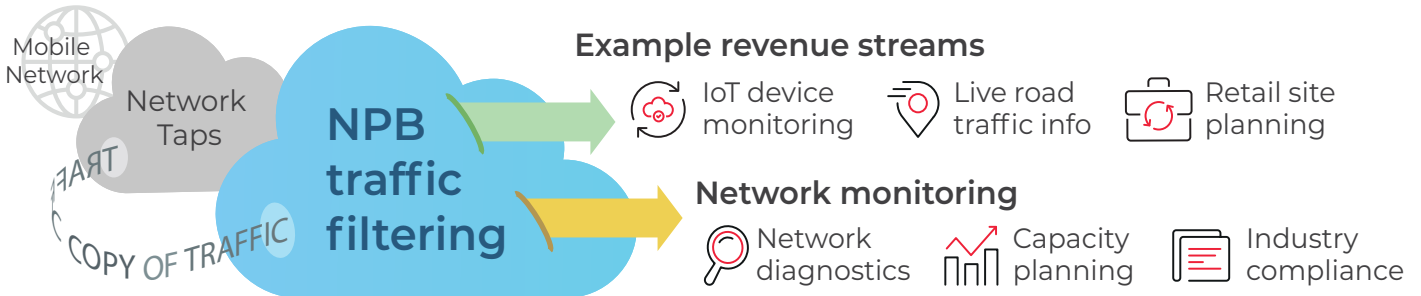 Mobile
Network
Network
Taps
COPY OF TRAFFIC
NPB
traffic
filtering
Example revenue streams
IoT device
monitoring
Live road
traffic info
Retail site
planning
Network monitoring
Network
diagnostics
Capacity
planning
Industry
compliance